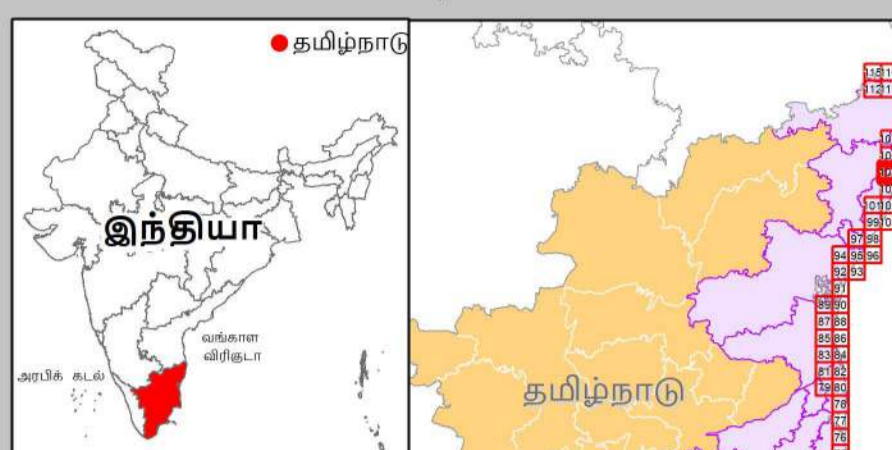 தமிழ்நாடு
இந்தியா
வங்காள
விரிகுடா
அரபிக் கடல்
தமிழ்நாடு
97 98
94 95 96
92 93
91
89 90
87 88
85 86
83 84
81 82
79 80
78
77
76